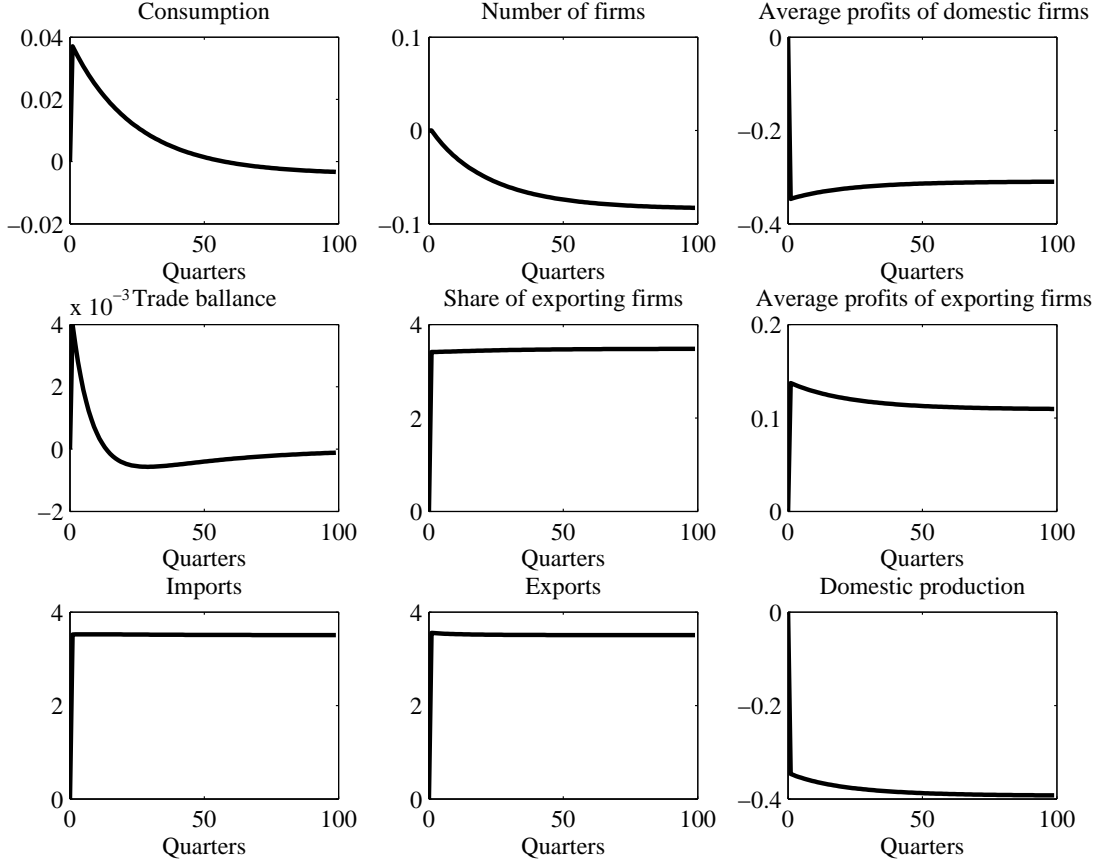 Consumption
0.04
0.02
0
−0.02
0 50 100
Quarters
Number of firms
0.1
0
−0.1
0 50 100
Quarters
Average profits of domestic firms
0
−0.2
−0.4
0 50 100
Quarters
x 10−3 Trade ballance
4
2
0
−2
0 50 100
Quarters
Share of exporting firms
4
2
0
0 50 100
Quarters
Average profits of exporting firms
0.2
0.1
0
0 50 100
Quarters
Imports
4
2
0
0 50 100
Quarters
Exports
4
2
0
0 50 100
Quarters
Domestic production
0
−0.2
−0.4
0 50 100
Quarters